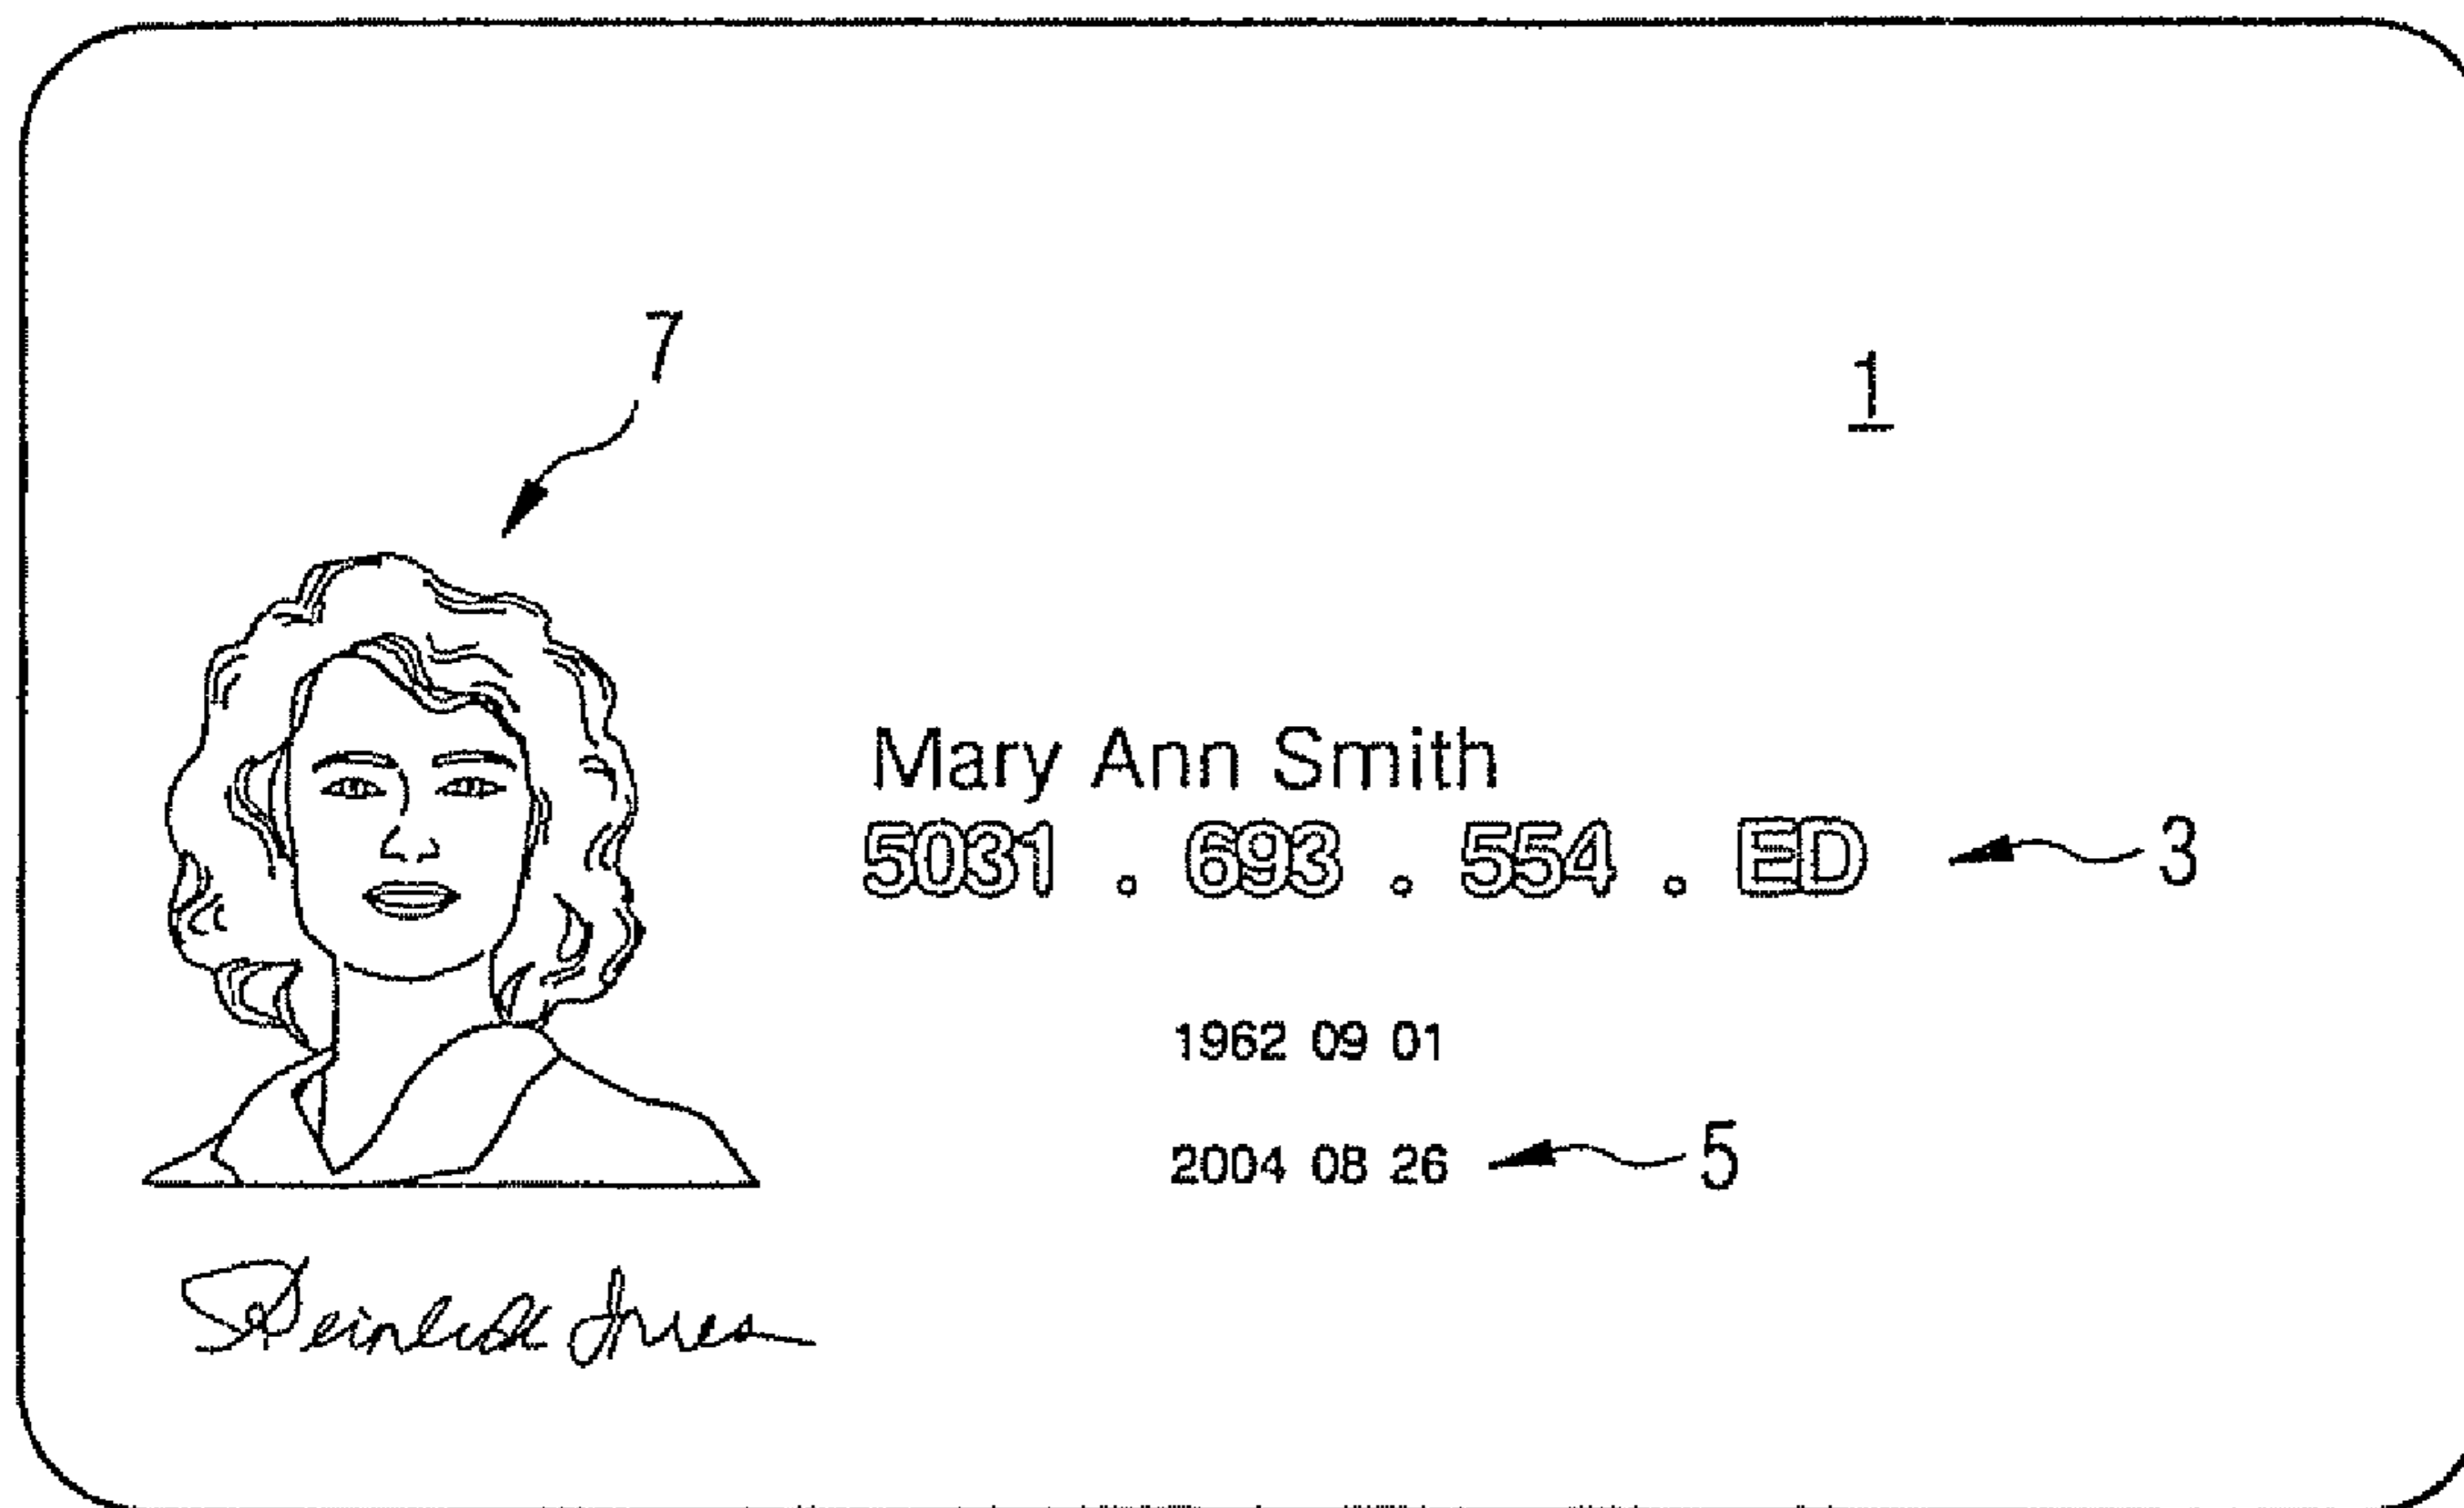 7
1
Mary Ann Smith
5031 . 693 . 554 . ED
3
1962 09 01
2004 08 26
5